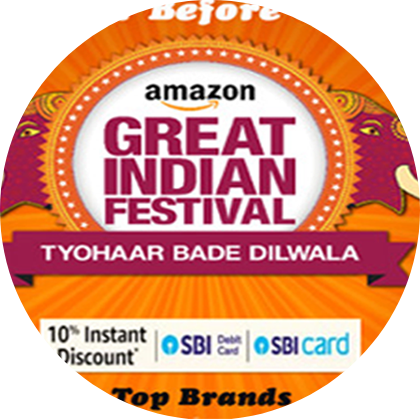 Before
amazon
GREAT
INDIAN
FESTIVAL
TYOHAAR BADE DILWALA
10% Instant
Discount*
SBI Debit Card
SBI card
Top Brands